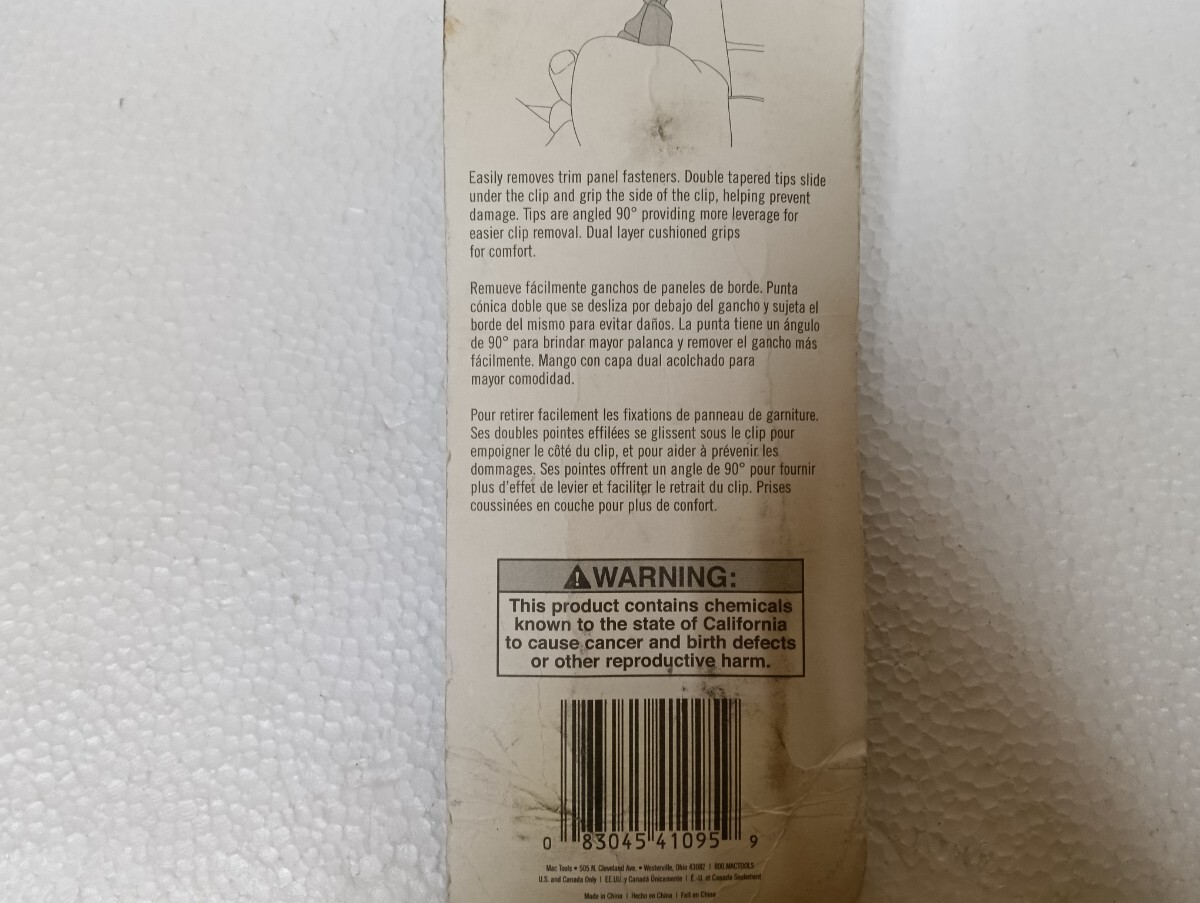 Easily removes trim panel fasteners. Double tapered tips slide
under the clip and grip the side of the clip, helping prevent
damage. Tips are angled 90° providing more leverage for
easier clip removal. Dual layer cushioned grips
for comfort.
Remueve fácilmente ganchos de paneles de borde. Punta
cónica doble que se desliza por debajo del gancho y sujeta el
borde del mismo para evitar daños. La punta tiene un ángulo
de 90° para brindar mayor palanca y remover el gancho más
fácilmente. Mango con capa dual acolchado para
mayor comodidad.
Pour retirer facilement les fixations de panneau de garniture.
Ses doubles pointes effilées se glissent sous le clip pour
empoigner le côté du clip, et pour aider à prévenir les
dommages. Ses pointes offrent un angle de 90° pour fournir
plus d'effet de levier et faciliter le retrait du clip. Prises
coussinées en couche pour plus de confort.
WARNING:
This product contains chemicals
known to the state of California
to cause cancer and birth defects
or other reproductive harm.
0 83045 41095 9
Mac Tools • 505 N. Cleveland Ave. • Westerville, Ohio 43082 | 800.MACTOOLS
U.S. and Canada Only | EE.UU. y Canadá Únicamente | É.-U. et Canada Seulement
Made in China | Hecho en China | Fait en Chine